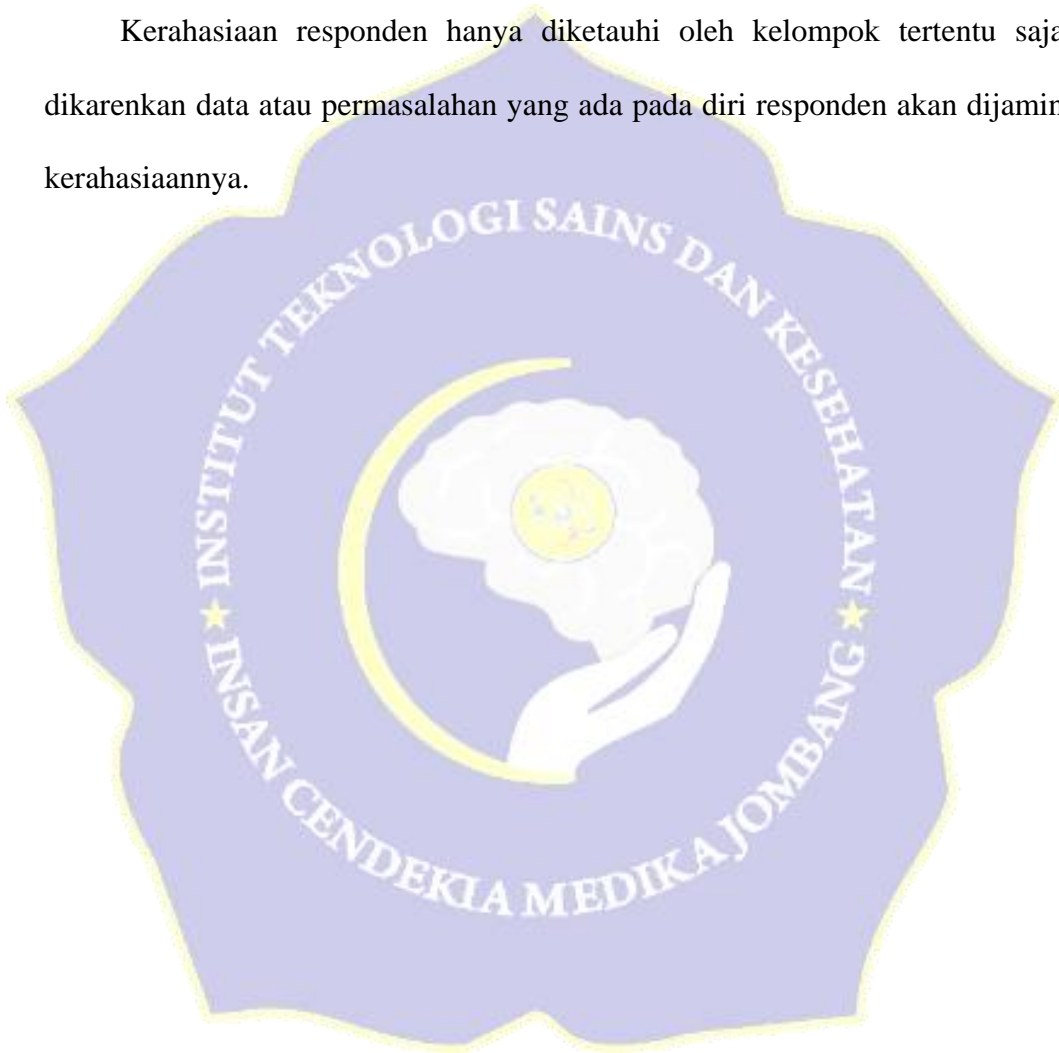 Kerahasiaan responden hanya diketauhi oleh kelompok tertentu saja
dikarenkan data atau permasalahan yang ada pada diri responden akan dijamin
kerahasiaannya.
INSTITUT TEKNOLOGI SAINS DAN KESEHATAN
INSAN CENDEKIA MEDIKA JOMBANG